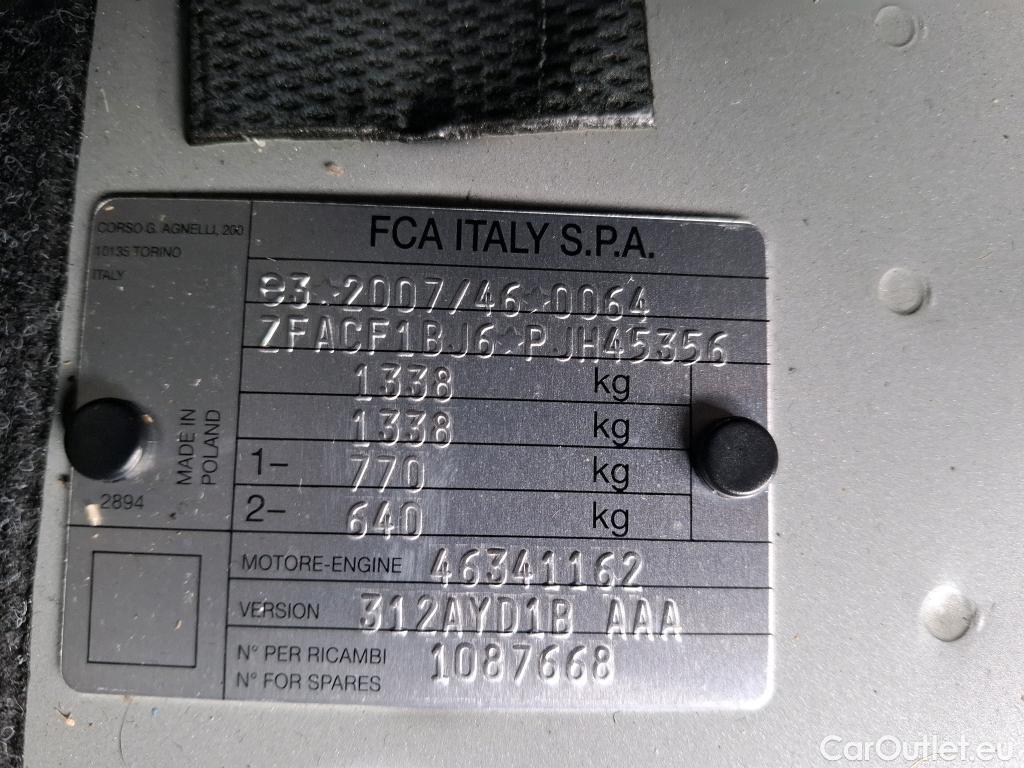 CORSO G. AGNELLI, 200
10135 TORINO
ITALY
FCA ITALY S.P.A.
e3*2007/46*0064
ZFACF1BJ6*PJH45356
1338 kg
1338 kg
1- 770 kg
2- 640 kg
MADE IN
POLAND
2894
MOTORE-ENGINE 46341162
VERSION 312AYD1B AAA
N° PER RICAMBI
N° FOR SPARES
1087668
CarOutlet.eu